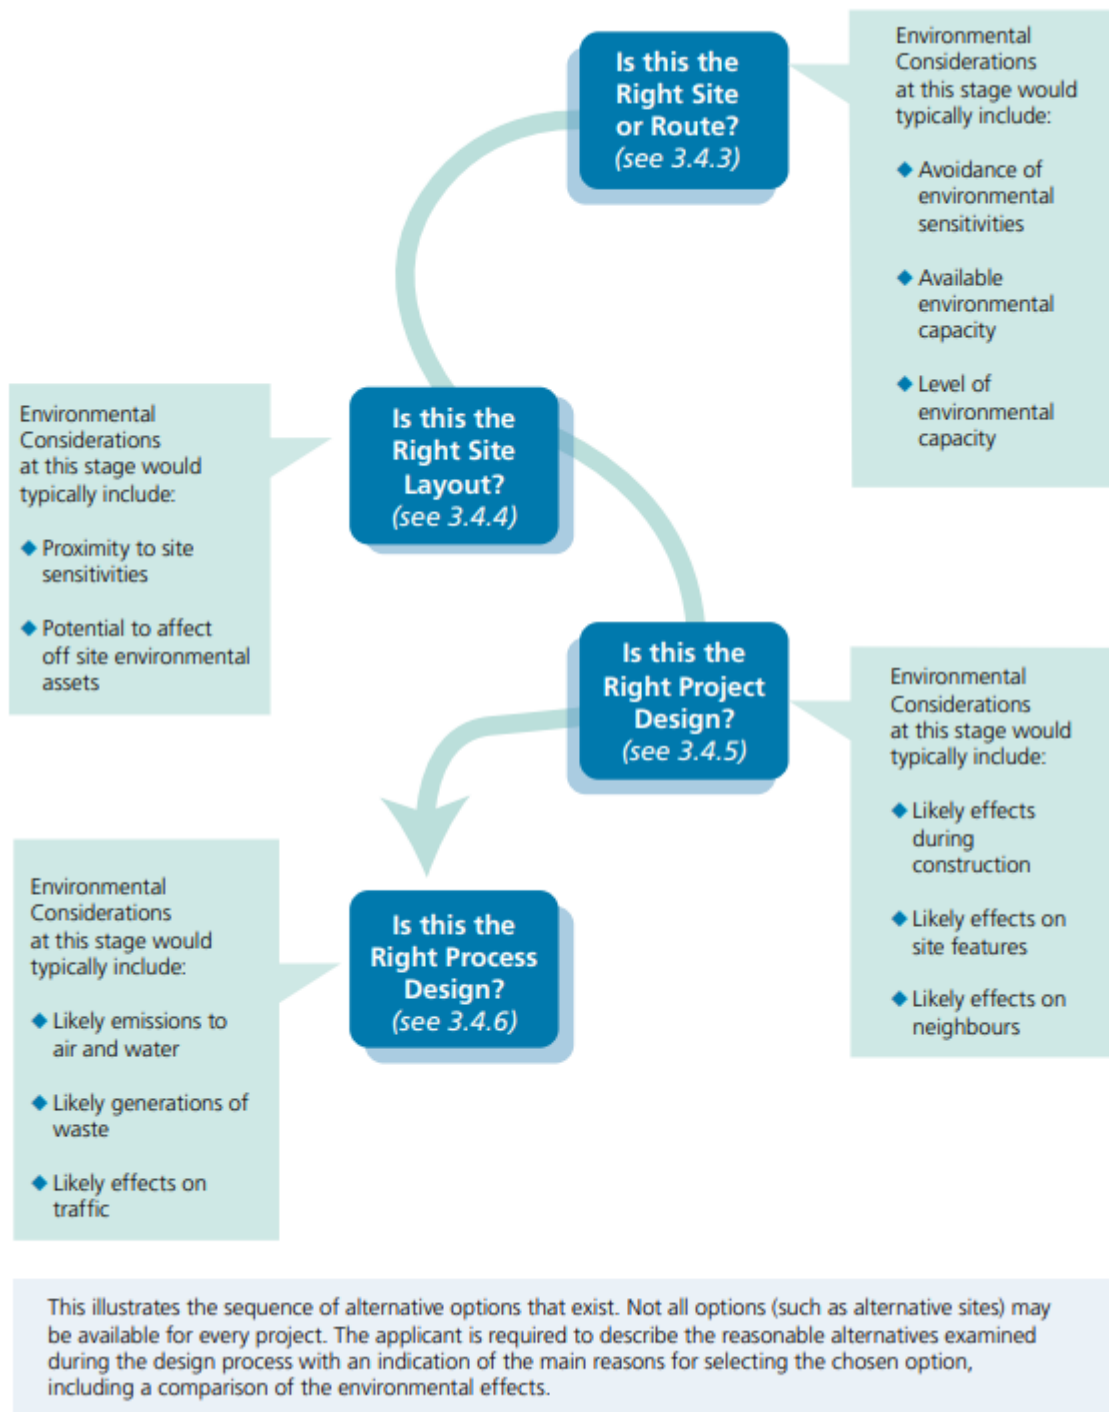 Is this the
Right Site
or Route?
(see 3.4.3)
Environmental
Considerations
at this stage would
typically include:
◆ Avoidance of
environmental
sensitivities
◆ Available
environmental
capacity
◆ Level of
environmental
capacity
Is this the
Right Site
Layout?
(see 3.4.4)
Environmental
Considerations
at this stage would
typically include:
◆ Proximity to site
sensitivities
◆ Potential to affect
off site environmental
assets
Is this the
Right Project
Design?
(see 3.4.5)
Environmental
Considerations
at this stage would
typically include:
◆ Likely effects
during
construction
◆ Likely effects on
site features
◆ Likely effects on
neighbours
Is this the
Right Process
Design?
(see 3.4.6)
Environmental
Considerations
at this stage would
typically include:
◆ Likely emissions to
air and water
◆ Likely generations of
waste
◆ Likely effects on
traffic
This illustrates the sequence of alternative options that exist. Not all options (such as alternative sites) may
be available for every project. The applicant is required to describe the reasonable alternatives examined
during the design process with an indication of the main reasons for selecting the chosen option,
including a comparison of the environmental effects.